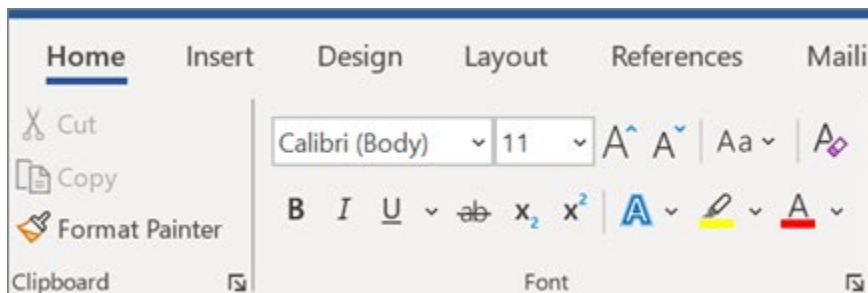 Home Insert Design Layout References Maili
Cut
Calibri (Body) 11 A A Aa A
Copy
B I U ab x2 x2 A A
Format Painter
Clipboard Font